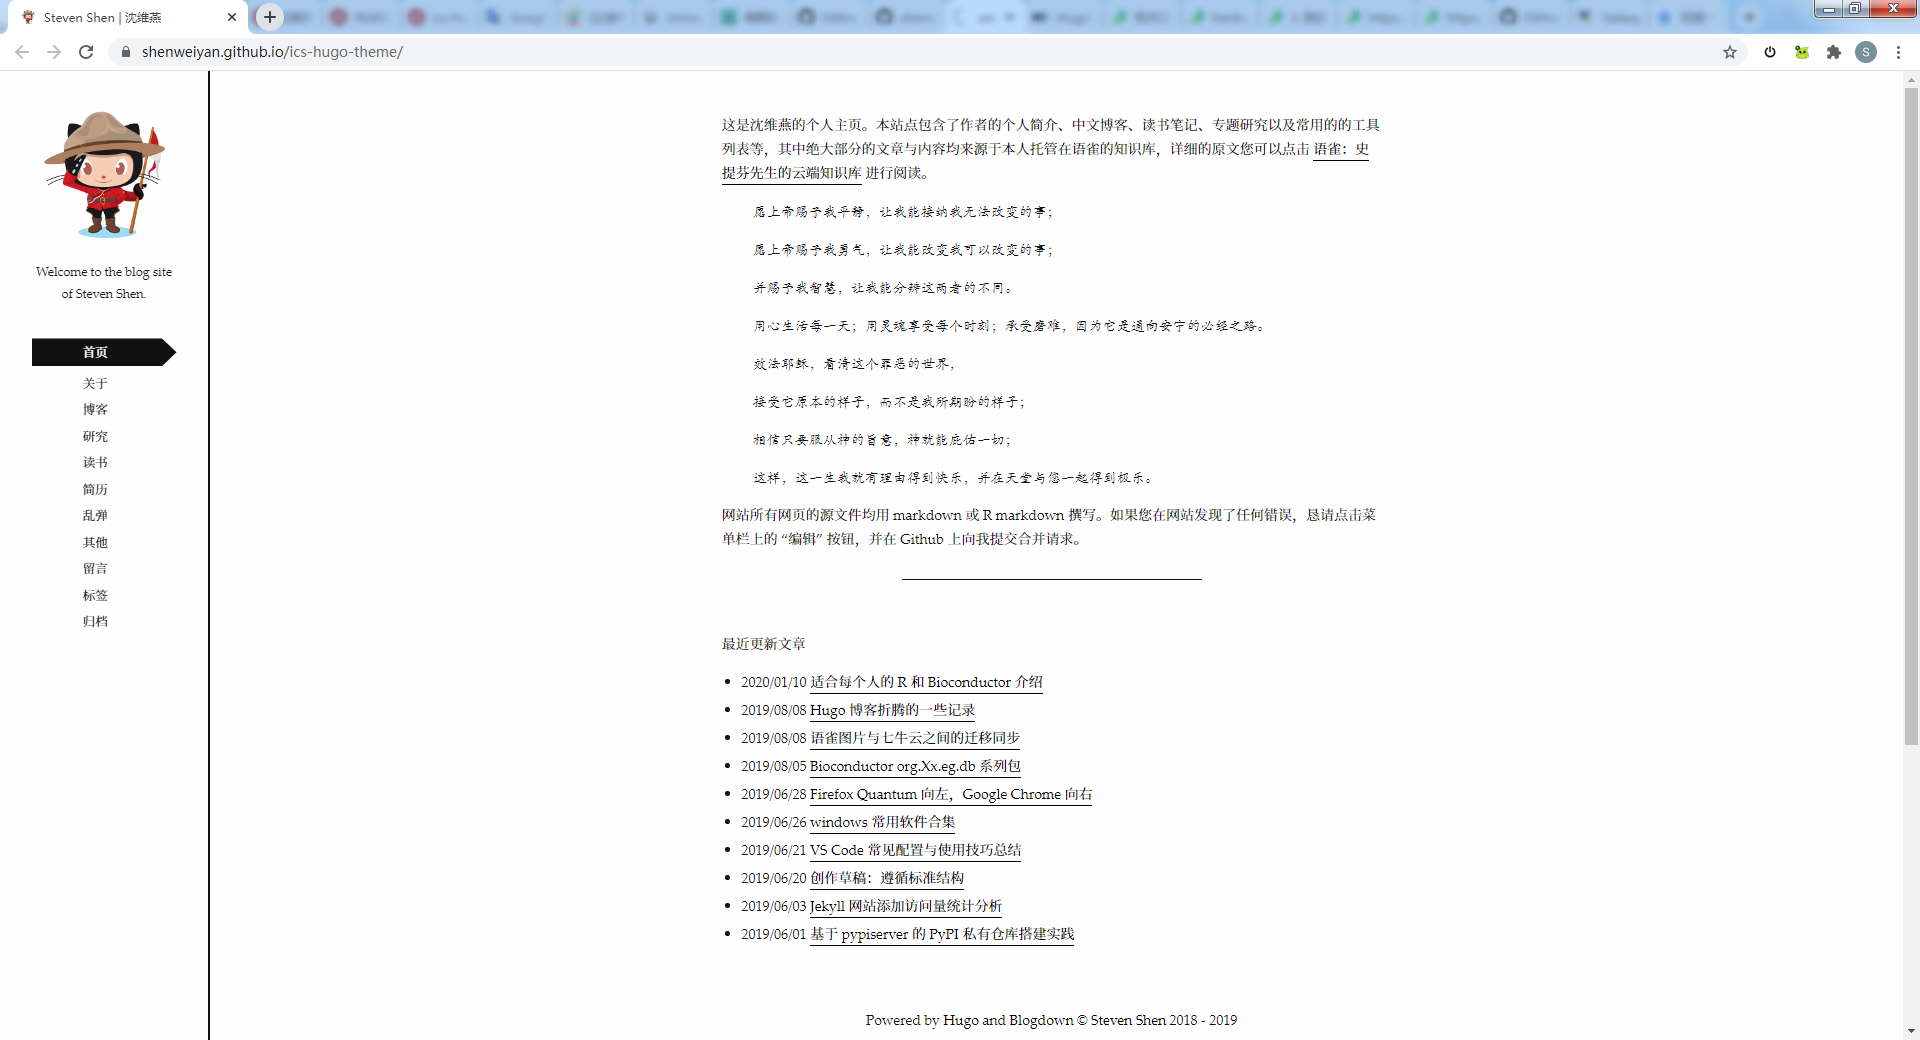 Steven Shen | 沈维燕
shenweiyan.github.io/ics-hugo-theme/
S
Welcome to the blog site
of Steven Shen.
首页
关于
博客
研究
读书
简历
乱弹
其他
留言
标签
归档
这是沈维燕的个人主页。本站点包含了作者的个人简介、中文博客、读书笔记、专题研究以及常用的的工具
列表等，其中绝大部分的文章与内容均来源于本人托管在语雀的知识库，详细的原文您可以点击 语雀：史
提芬先生的云端知识库 进行阅读。
愿上帝赐予我平静，让我能接纳我无法改变的事；
愿上帝赐予我勇气，让我能改变我可以改变的事；
并赐予我智慧，让我能分辨这两者的不同。
用心生活每一天；用灵魂享受每个时刻；承受磨难，因为它是通向安宁的必经之路。
效法耶稣，看清这个罪恶的世界，
接受它原本的样子，而不是我所期盼的样子；
相信只要服从神的旨意，神就能庇佑一切；
这样，这一生我就有理由得到快乐，并在天堂与您一起得到极乐。
网站所有网页的源文件均用 markdown 或 R markdown 撰写。如果您在网站发现了任何错误，恳请点击菜
单栏上的 “编辑” 按钮，并在 Github 上向我提交合并请求。
最近更新文章
2020/01/10 适合每个人的 R 和 Bioconductor 介绍
2019/08/08 Hugo 博客折腾的一些记录
2019/08/08 语雀图片与七牛云之间的迁移同步
2019/08/05 Bioconductor org.Xx.eg.db 系列包
2019/06/28 Firefox Quantum 向左，Google Chrome 向右
2019/06/26 windows 常用软件合集
2019/06/21 VS Code 常见配置与使用技巧总结
2019/06/20 创作草稿：遵循标准结构
2019/06/03 Jekyll 网站添加访问量统计分析
2019/06/01 基于 pypiserver 的 PyPI 私有仓库搭建实践
Powered by Hugo and Blogdown © Steven Shen 2018 - 2019